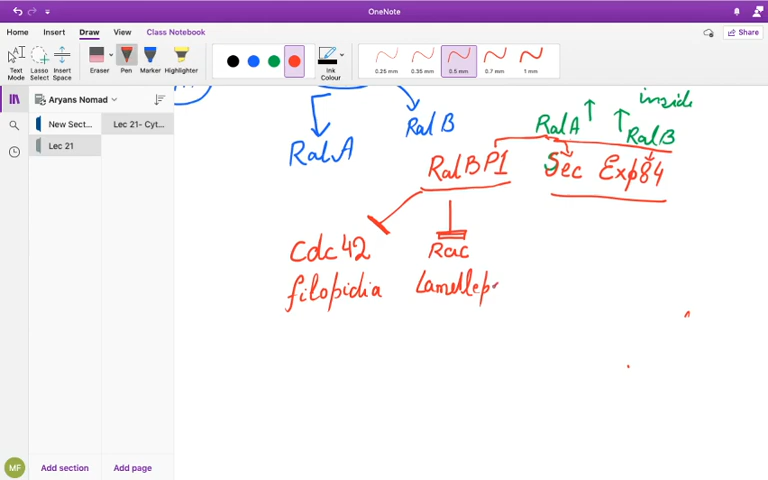 OneNote
Home Insert Draw View Class Notebook
Share
Text Mode
Lasso Select
Insert Space
Eraser
Pen
Marker
Highlighter
Ink Colour
0.25 mm
0.35 mm
0.5 mm
0.7 mm
1 mm
Aryans Nomad
New Sect...
Lec 21- Cyt...
Lec 21
inside
RalA
RalB
RalA
RalB
RalBP1
Sec
Exp84
Cdc42
Rac
filopidia
Lamellep
MF
Add section
Add page